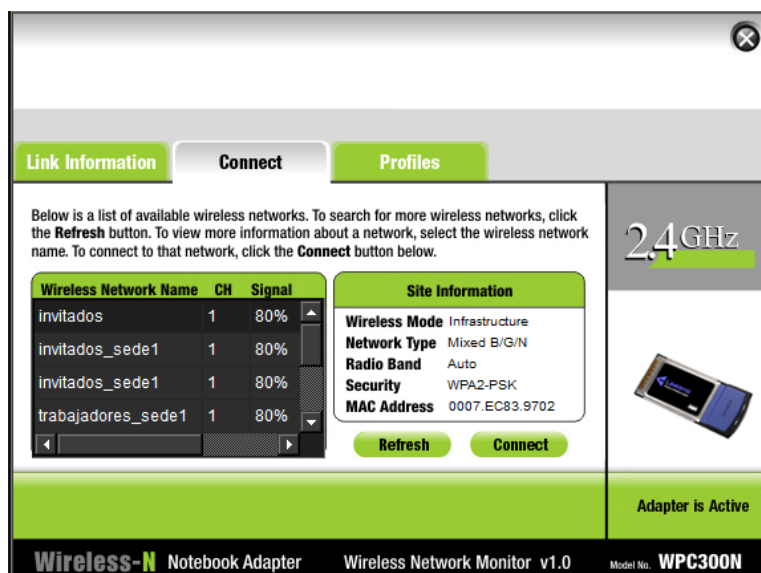 Link Information
Connect
Profiles
Below is a list of available wireless networks. To search for more wireless networks, click
the Refresh button. To view more information about a network, select the wireless network
name. To connect to that network, click the Connect button below.
Wireless Network Name CH Signal
invitados 1 80%
invitados_sede1 1 80%
invitados_sede1 1 80%
trabajadores_sede1 1 80%
Site Information
Wireless Mode Infrastructure
Network Type Mixed B/G/N
Radio Band Auto
Security WPA2-PSK
MAC Address 0007.EC83.9702
Refresh
Connect
2.4GHz
Linksys
Adapter is Active
Wireless-N Notebook Adapter
Wireless Network Monitor v1.0
Model No. WPC300N